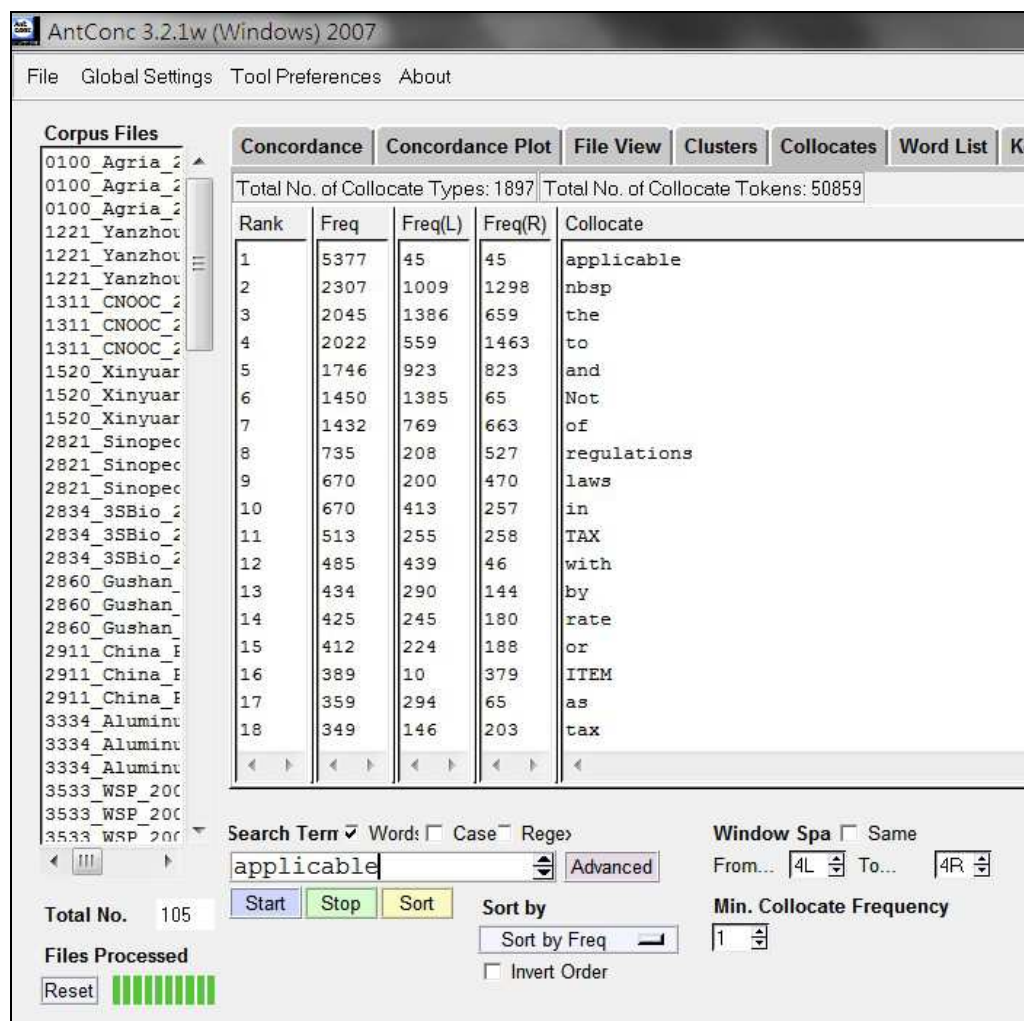 AntConc 3.2.1w (Windows) 2007
File Global Settings Tool Preferences About
Corpus Files
0100_Agria_2
0100_Agria_2
0100_Agria_2
1221_Yanzhou
1221_Yanzhou
1221_Yanzhou
1311_CNOOC_2
1311_CNOOC_2
1311_CNOOC_2
1520_Xinyuar
1520_Xinyuar
1520_Xinyuar
2821_Sinopec
2821_Sinopec
2821_Sinopec
2834_3SBio_2
2834_3SBio_2
2834_3SBio_2
2860_Gushan_
2860_Gushan_
2860_Gushan_
2911_China_F
2911_China_F
2911_China_F
3334_Aluminu
3334_Aluminu
3334_Aluminu
3533_WSP_200
3533_WSP_200
3533_WSP_200
Total No. 105
Files Processed
Reset
Concordance Concordance Plot File View Clusters Collocates Word List K
Total No. of Collocate Types: 1897 Total No. of Collocate Tokens: 50859
Rank Freq Freq(L) Freq(R) Collocate
1 5377 45 45 applicable
2 2307 1009 1298 nbsp
3 2045 1386 659 the
4 2022 559 1463 to
5 1746 923 823 and
6 1450 1385 65 Not
7 1432 769 663 of
8 735 208 527 regulations
9 670 200 470 laws
10 670 413 257 in
11 513 255 258 TAX
12 485 439 46 with
13 434 290 144 by
14 425 245 180 rate
15 412 224 188 or
16 389 10 379 ITEM
17 359 294 65 as
18 349 146 203 tax
Search Term Words Case Regex Window Spa Same
applicable Advanced From... 4L To... 4R
Start Stop Sort Sort by Min. Collocate Frequency
Sort by Freq 1
Invert Order